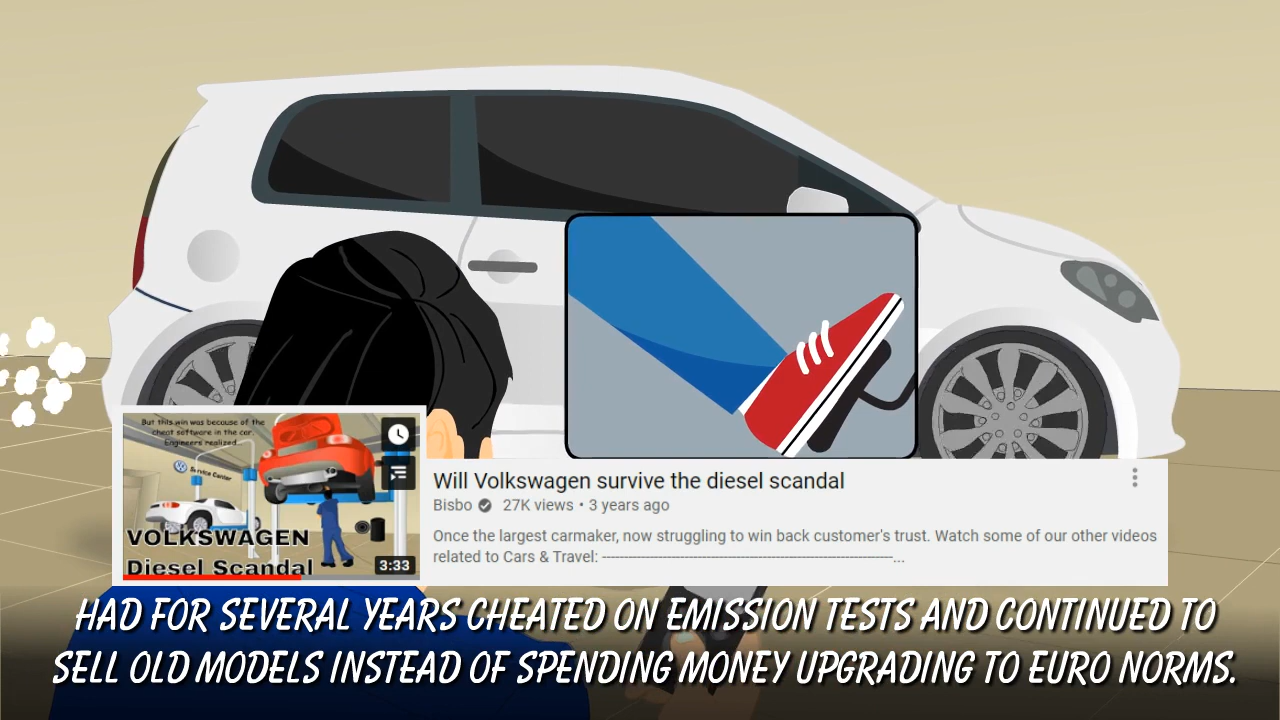 But this win was because of the
cheat software in the car.
Engineers realized...
Service Center
VOLKSWAGEN
Diesel Scandal
3:33
Will Volkswagen survive the diesel scandal
Bisbo 27K views • 3 years ago
Once the largest carmaker, now struggling to win back customer's trust. Watch some of our other videos
related to Cars & Travel: ----------------------------------------------------------------------...
HAD FOR SEVERAL YEARS CHEATED ON EMISSION TESTS AND CONTINUED TO
SELL OLD MODELS INSTEAD OF SPENDING MONEY UPGRADING TO EURO NORMS.